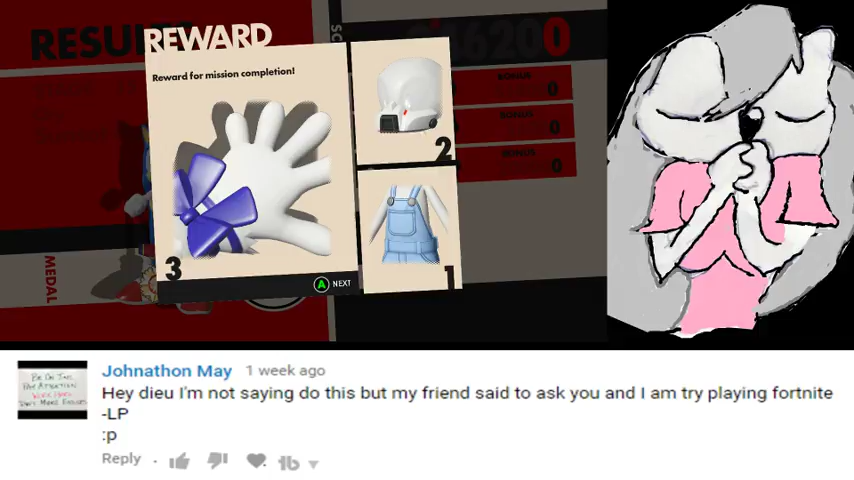 RESU
REWARD
Reward for mission completion!
BONUS
0
BONUS
0
BONUS
0
2
3
1
A NEXT
MEDAL
Johnathon May 1 week ago
Hey dieu I'm not saying do this but my friend said to ask you and I am try playing fortnite
-LP
:p
Reply